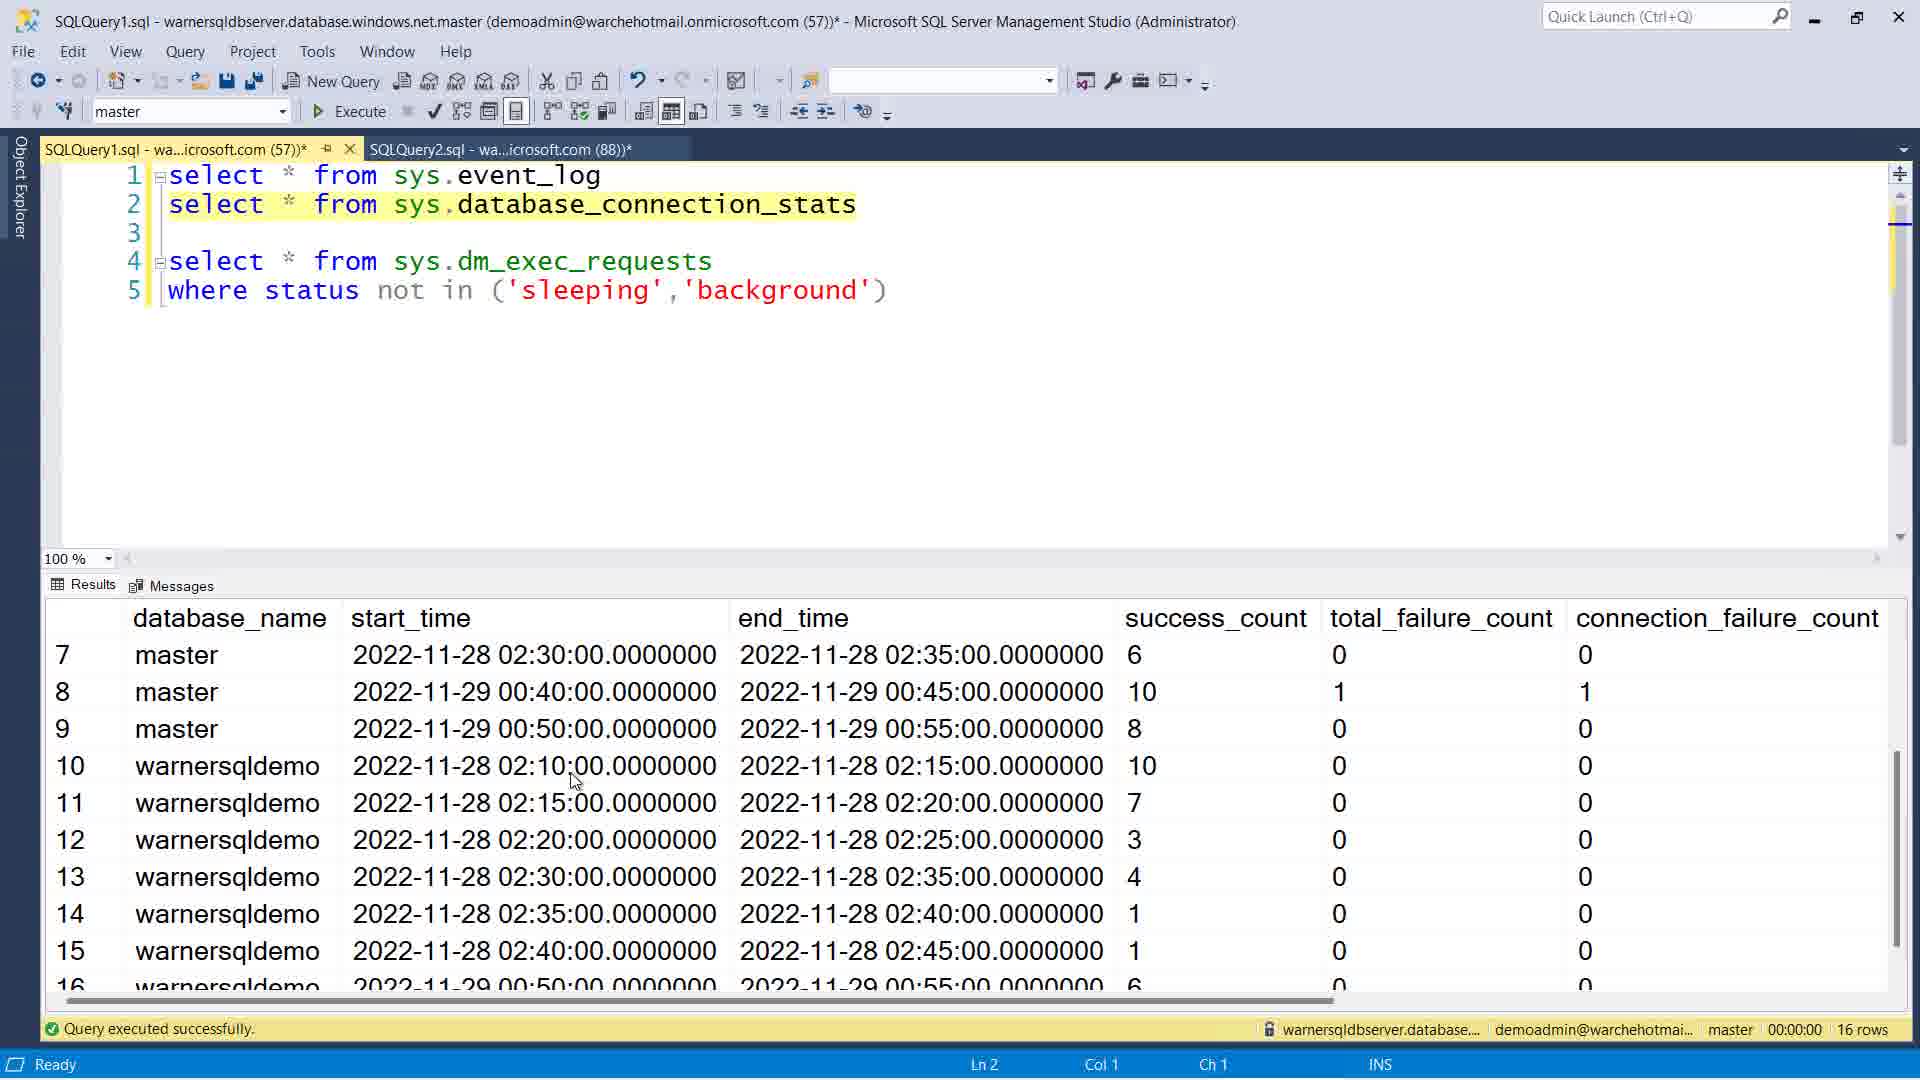 SQLQuery1.sql - warnersqldbserver.database.windows.net.master (demoadmin@warchehotmail.onmicrosoft.com (57))* - Microsoft SQL Server Management Studio (Administrator)
Quick Launch (Ctrl+Q)
File Edit View Query Project Tools Window Help
New Query
master Execute
Object Explorer
SQLQuery1.sql - wa...icrosoft.com (57))* SQLQuery2.sql - wa...icrosoft.com (88))*
1 select * from sys.event_log
2 select * from sys.database_connection_stats
3
4 select * from sys.dm_exec_requests
5 where status not in ('sleeping','background')
100 %
Results Messages
database_name start_time end_time success_count total_failure_count connection_failure_count
7 master 2022-11-28 02:30:00.0000000 2022-11-28 02:35:00.0000000 6 0 0
8 master 2022-11-29 00:40:00.0000000 2022-11-29 00:45:00.0000000 10 1 1
9 master 2022-11-29 00:50:00.0000000 2022-11-29 00:55:00.0000000 8 0 0
10 warnersqldemo 2022-11-28 02:10:00.0000000 2022-11-28 02:15:00.0000000 10 0 0
11 warnersqldemo 2022-11-28 02:15:00.0000000 2022-11-28 02:20:00.0000000 7 0 0
12 warnersqldemo 2022-11-28 02:20:00.0000000 2022-11-28 02:25:00.0000000 3 0 0
13 warnersqldemo 2022-11-28 02:30:00.0000000 2022-11-28 02:35:00.0000000 4 0 0
14 warnersqldemo 2022-11-28 02:35:00.0000000 2022-11-28 02:40:00.0000000 1 0 0
15 warnersqldemo 2022-11-28 02:40:00.0000000 2022-11-28 02:45:00.0000000 1 0 0
16 warnersqldemo 2022-11-29 00:50:00.0000000 2022-11-29 00:55:00.0000000 6 0 0
Query executed successfully. warnersqldbserver.database.... demoadmin@warchehotmai... master 00:00:00 16 rows
Ready Ln 2 Col 1 Ch 1 INS